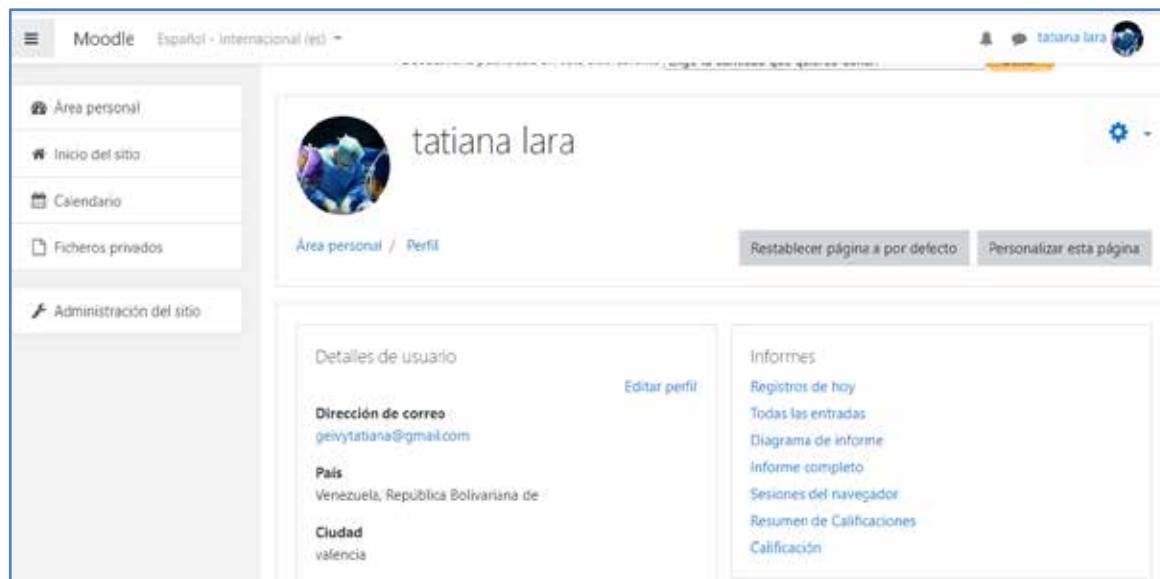 Moodle Español - Internacional (es)
tatiana lara
Área personal
Inicio del sitio
Calendario
Ficheros privados
Administración del sitio
tatiana lara
Área personal / Perfil
Restablecer página a por defecto
Personalizar esta página
Detalles de usuario
Editar perfil
Dirección de correo
geivytatiana@gmail.com
País
Venezuela, República Bolivariana de
Ciudad
valencia
Informes
Registros de hoy
Todas las entradas
Diagrama de informe
Informe completo
Sesiones del navegador
Resumen de Calificaciones
Calificación